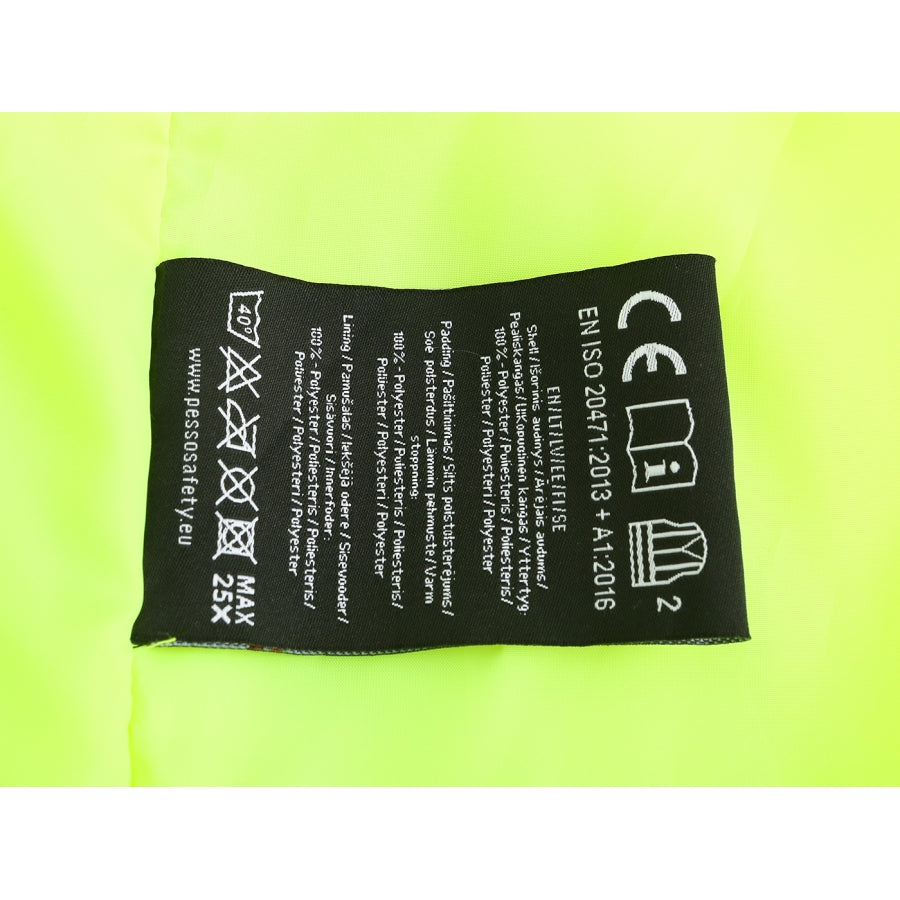 CE
2
EN ISO 20471:2013 + A1:2016
EN/LT/LV/EE/FI/SE
Shell/Išorinis audinys/Ārējais audums/
Pealiskangas/Ulkopuolinen kangas/Yttertyg:
100% - Polyester/Poliesteris/Poliesteris/
Polüester/Polyesteri/Polyester
Padding/Pašiltinimas/Silts polstulsterējums/
Soe polsterdus/Lämmin pehmuste/Varm
stoppning:
100% - Polyester/Poliesteris/Poliesteris/
Polüester/Polyesteri/Polyester
Lining/Pamušalas/Iekšējā odere/Sisevooder/
Sisävuori/Innerfoder:
100% - Polyester/Poliesteris/Poliesteris/
Polüester/Polyesteri/Polyester
40°
MAX
25X
www.pessosafety.eu